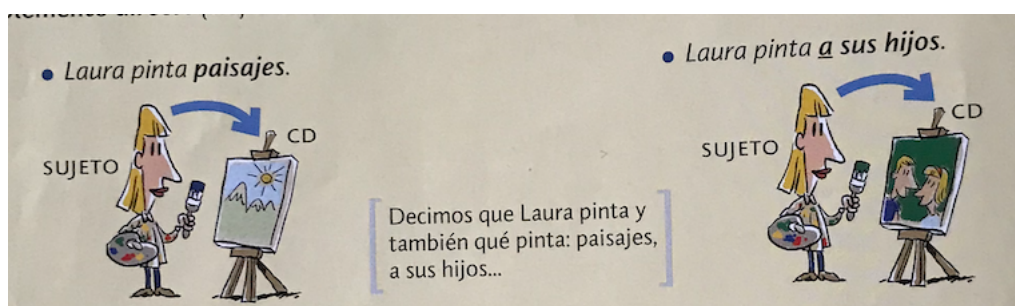 • Laura pinta paisajes.
CD
SUJETO
Decimos que Laura pinta y
también qué pinta: paisajes,
a sus hijos...
• Laura pinta a sus hijos.
CD
SUJETO